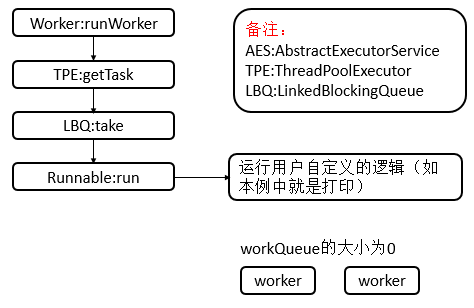 Worker:runWorker
TPE:getTask
LBQ:take
Runnable:run
备注：
AES:AbstractExecutorService
TPE:ThreadPoolExecutor
LBQ:LinkedBlockingQueue
运行用户自定义的逻辑（如
本例中就是打印）
workQueue的大小为0
worker
worker